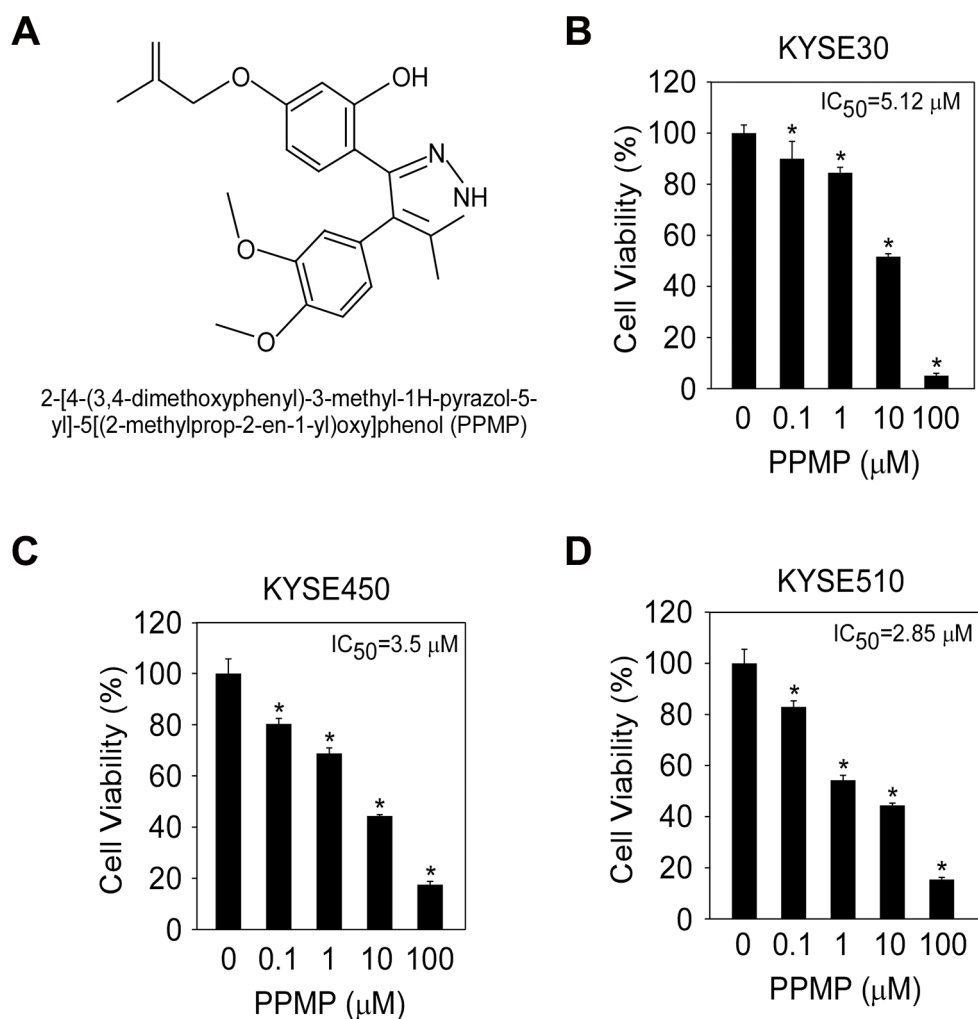 A
OH
O
N
NH
O
O
2-[4-(3,4-dimethoxyphenyl)-3-methyl-1H-pyrazol-5-
yl]-5[(2-methylprop-2-en-1-yl)oxy]phenol (PPMP)
B
KYSE30
IC50=5.12 μM
Cell Viability (%)
120
100
80
60
40
20
0
* * * *
0 0.1 1 10 100
PPMP (μM)
C
KYSE450
IC50=3.5 μM
Cell Viability (%)
120
100
80
60
40
20
0
* * * *
0 0.1 1 10 100
PPMP (μM)
D
KYSE510
IC50=2.85 μM
Cell Viability (%)
120
100
80
60
40
20
0
* * * *
0 0.1 1 10 100
PPMP (μM)